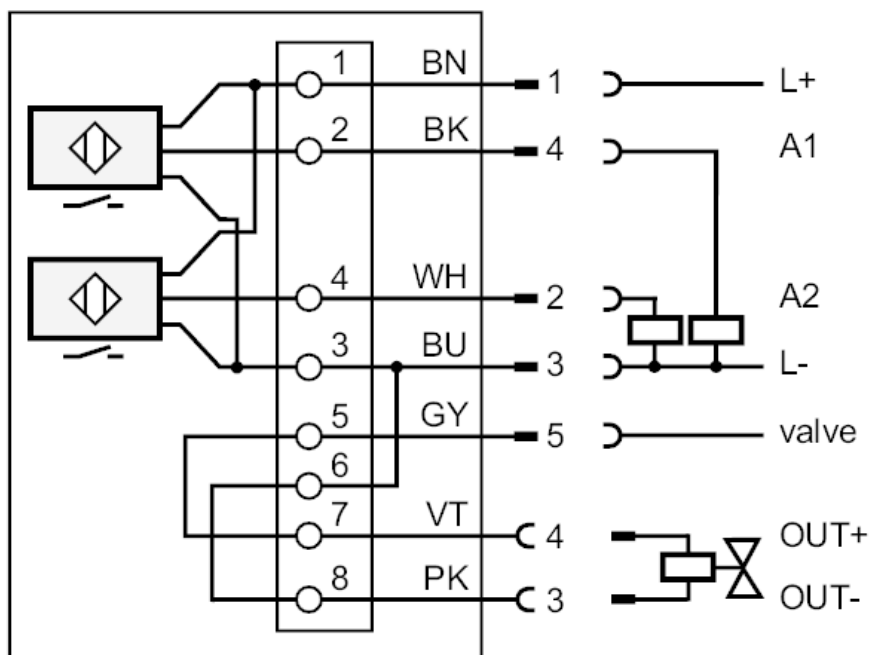 1 BN 1 L+
2 BK 4 A1
4 WH 2 A2
3 BU 3 L-
5 GY 5 valve
6
7 VT 4 OUT+
8 PK 3 OUT-